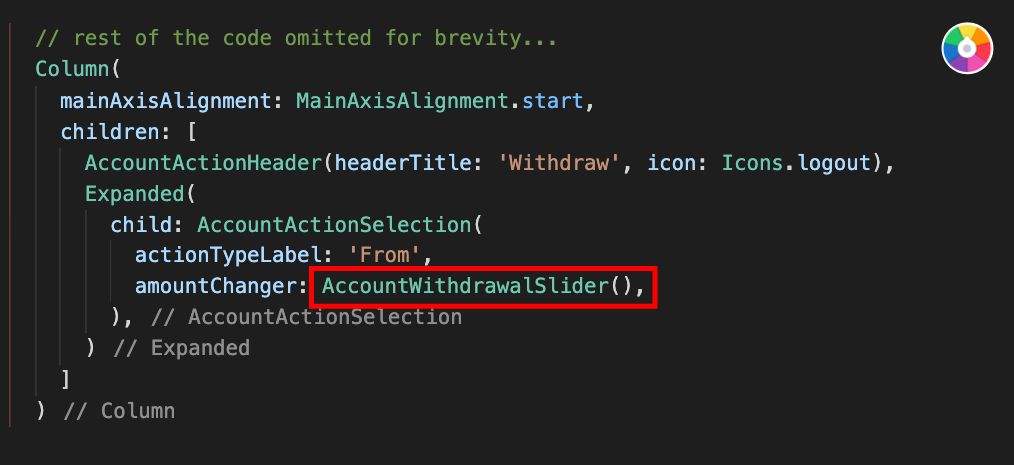 // rest of the code omitted for brevity...
Column(
mainAxisAlignment: MainAxisAlignment.start,
children: [
AccountActionHeader(headerTitle: 'Withdraw', icon: Icons.logout),
Expanded(
child: AccountActionSelection(
actionTypeLabel: 'From',
amountChanger: AccountWithdrawalSlider(),
), // AccountActionSelection
) // Expanded
]
) // Column